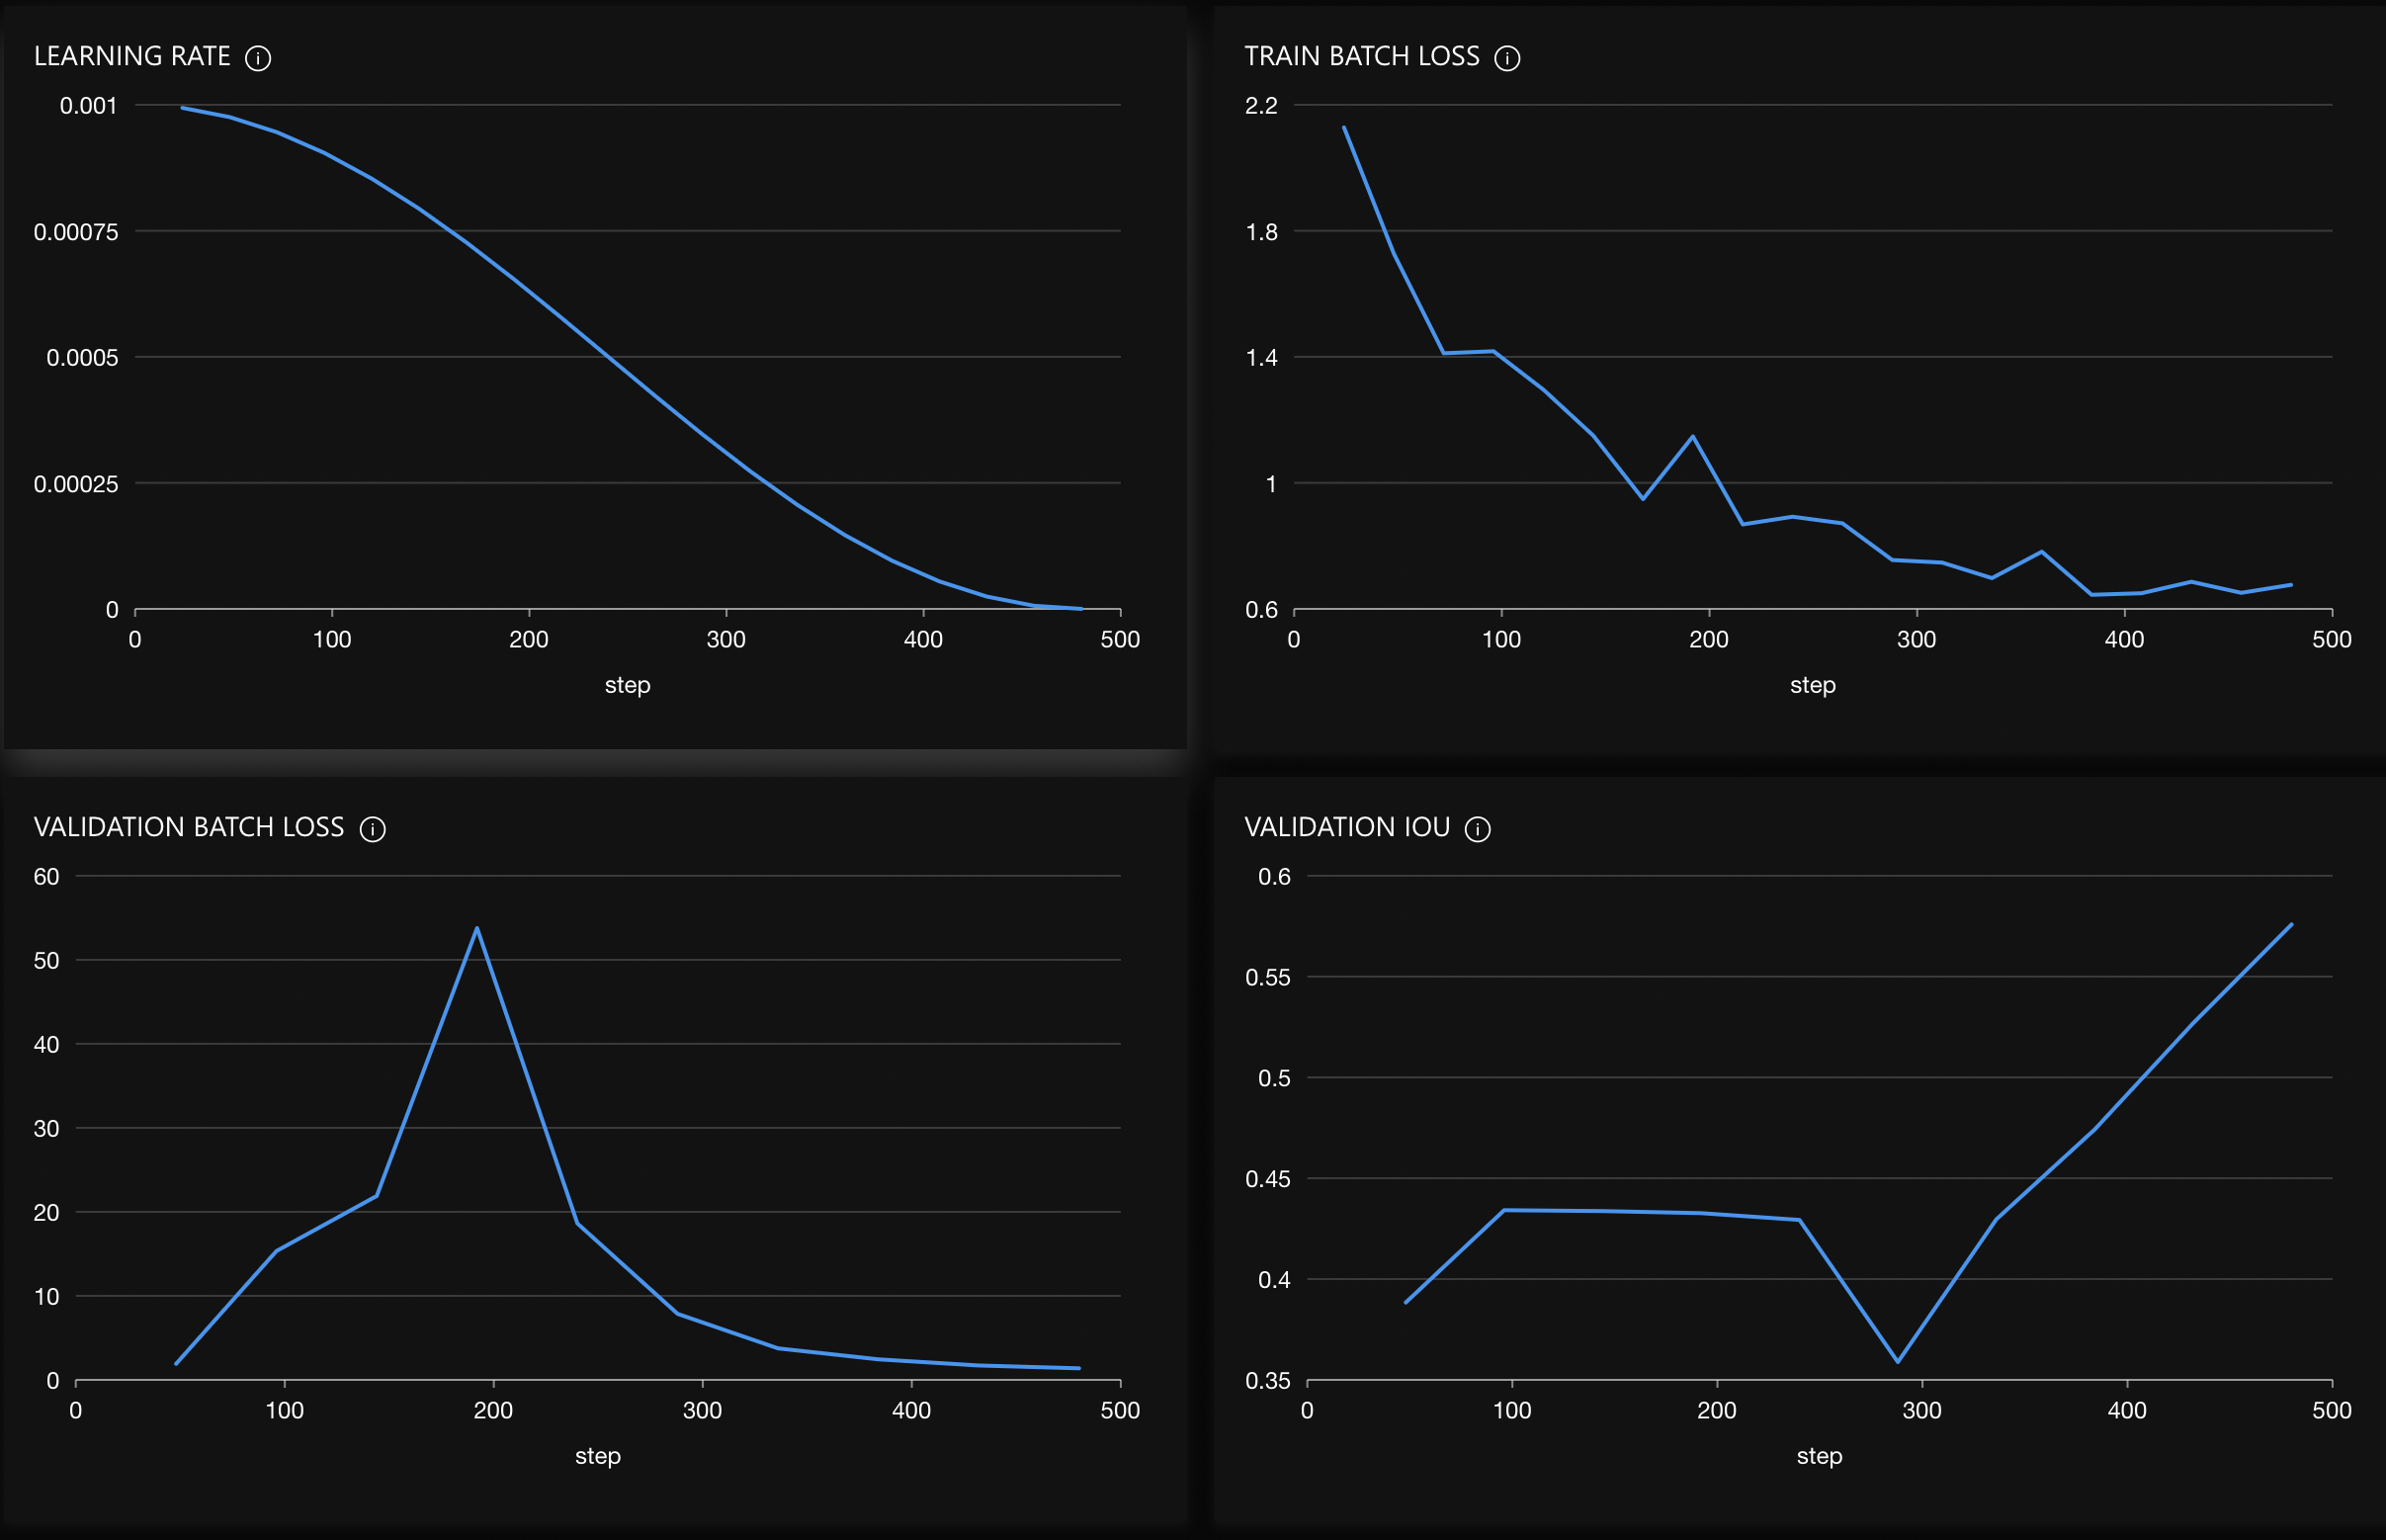 LEARNING RATE
0.001
0.00075
0.0005
0.00025
0
0 100 200 300 400 500
step
TRAIN BATCH LOSS
2.2
1.8
1.4
1
0.6
0 100 200 300 400 500
step
VALIDATION BATCH LOSS
60
50
40
30
20
10
0
0 100 200 300 400 500
step
VALIDATION IOU
0.6
0.55
0.5
0.45
0.4
0.35
0 100 200 300 400 500
step